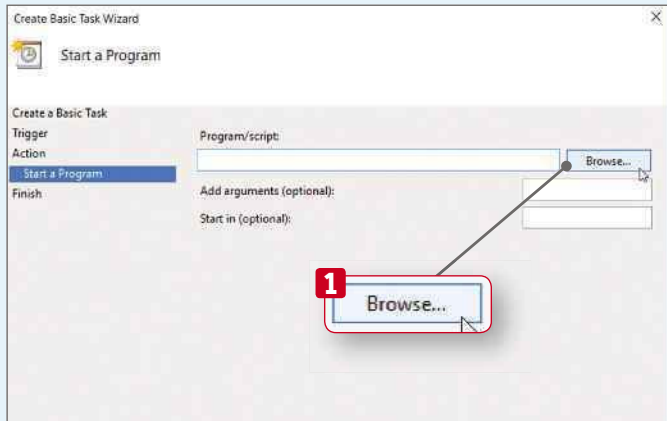 Create Basic Task Wizard
Start a Program
Create a Basic Task
Trigger
Action
Start a Program
Finish
Program/script:
Browse...
Add arguments (optional):
Start in (optional):
1
Browse...